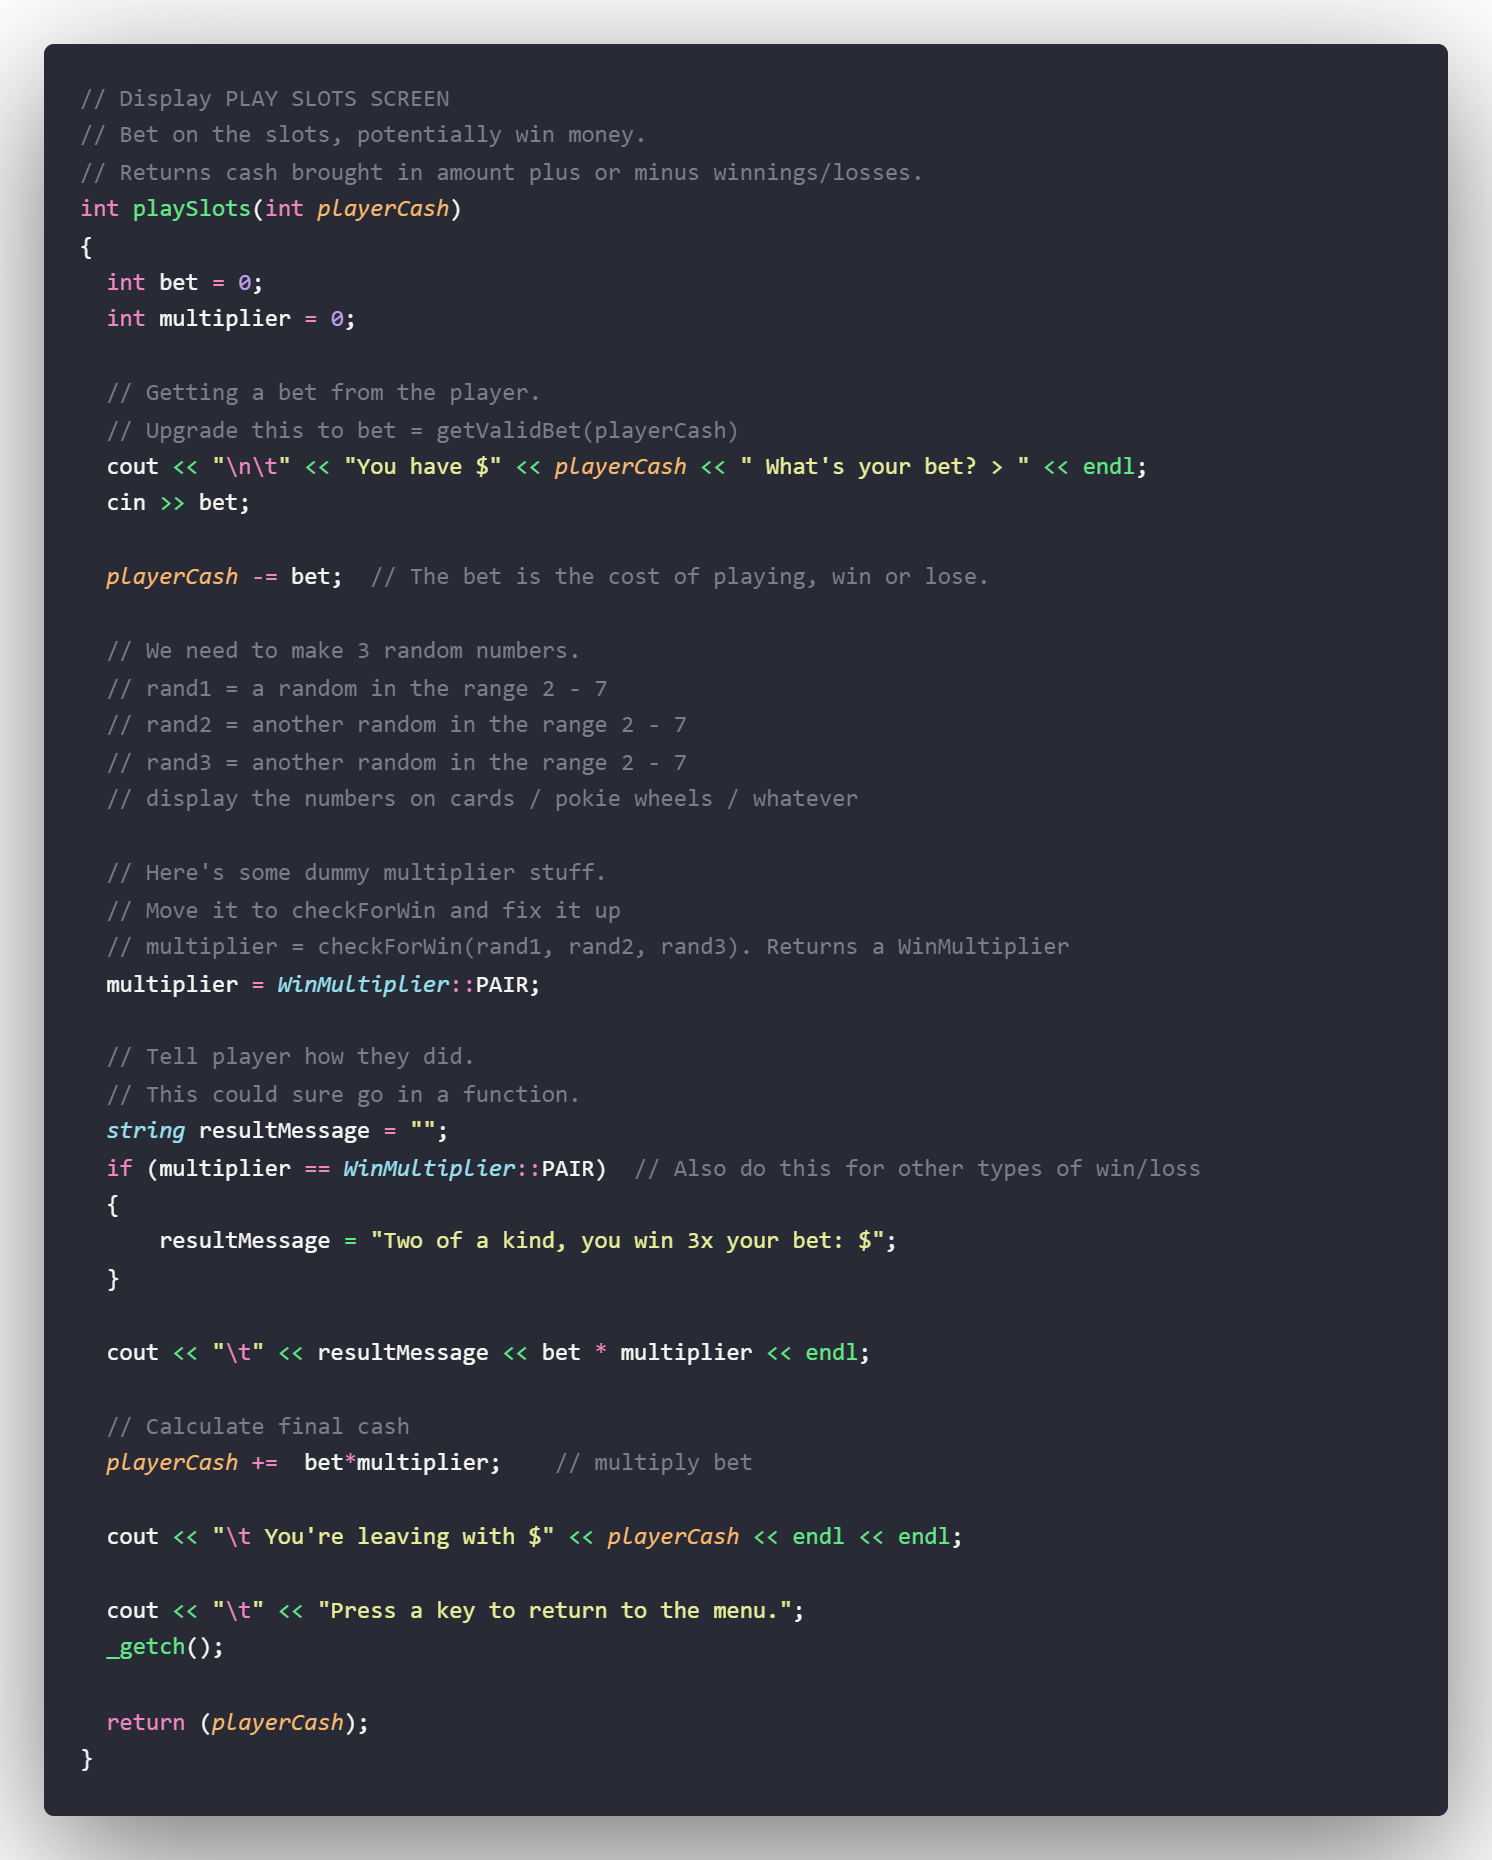 // Display PLAY SLOTS SCREEN
// Bet on the slots, potentially win money.
// Returns cash brought in amount plus or minus winnings/losses.
int playSlots(int playerCash)
{
  int bet = 0;
  int multiplier = 0;

  // Getting a bet from the player.
  // Upgrade this to bet = getValidBet(playerCash)
  cout << "\n\t" << "You have $" << playerCash << " What's your bet? > " << endl;
  cin >> bet;

  playerCash -= bet;  // The bet is the cost of playing, win or lose.

  // We need to make 3 random numbers.
  // rand1 = a random in the range 2 - 7
  // rand2 = another random in the range 2 - 7
  // rand3 = another random in the range 2 - 7
  // display the numbers on cards / pokie wheels / whatever

  // Here's some dummy multiplier stuff.
  // Move it to checkForWin and fix it up
  // multiplier = checkForWin(rand1, rand2, rand3). Returns a WinMultiplier
  multiplier = WinMultiplier::PAIR;

  // Tell player how they did.
  // This could sure go in a function.
  string resultMessage = "";
  if (multiplier == WinMultiplier::PAIR)  // Also do this for other types of win/loss
  {
      resultMessage = "Two of a kind, you win 3x your bet: $";
  }

  cout << "\t" << resultMessage << bet * multiplier << endl;

  // Calculate final cash
  playerCash +=  bet*multiplier;    // multiply bet

  cout << "\t You're leaving with $" << playerCash << endl << endl;

  cout << "\t" << "Press a key to return to the menu.";
  _getch();

  return (playerCash);
}